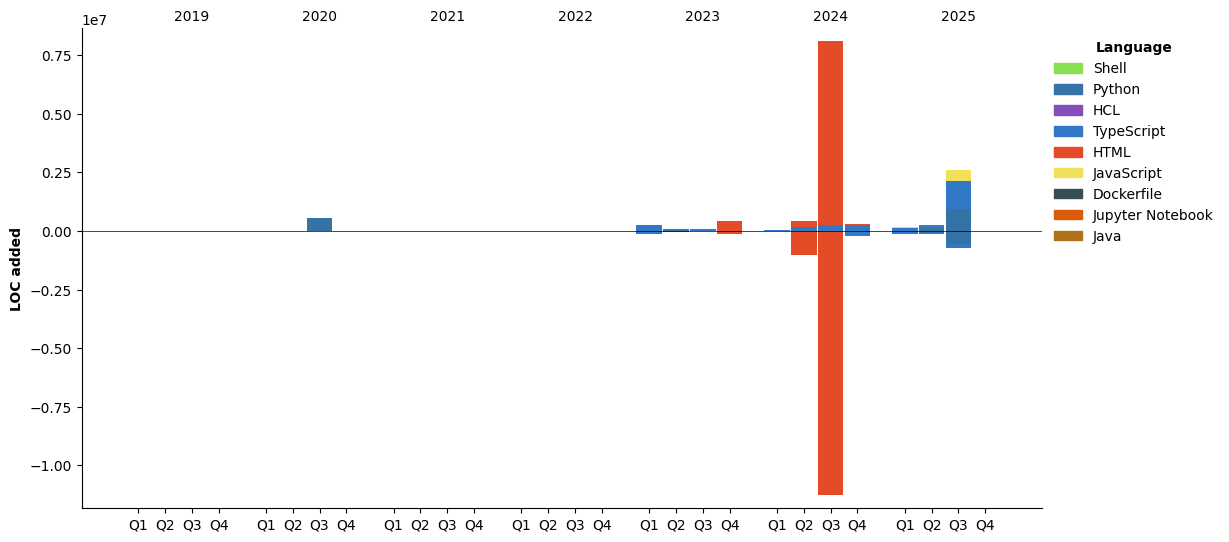 1e7
2019 2020 2021 2022 2023 2024 2025
Language
Shell
Python
HCL
TypeScript
HTML
JavaScript
Dockerfile
Jupyter Notebook
Java
LOC added
0.75
0.50
0.25
0.00
−0.25
−0.50
−0.75
−1.00
Q1 Q2 Q3 Q4 Q1 Q2 Q3 Q4 Q1 Q2 Q3 Q4 Q1 Q2 Q3 Q4 Q1 Q2 Q3 Q4 Q1 Q2 Q3 Q4 Q1 Q2 Q3 Q4